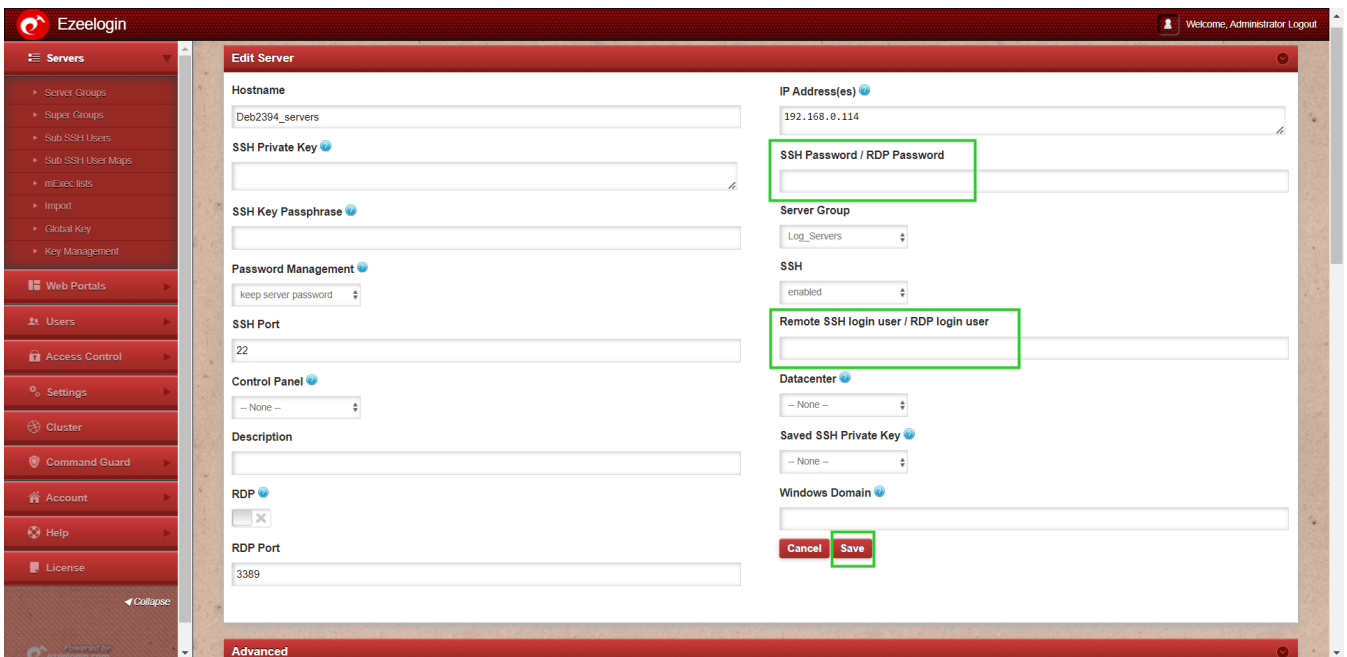 Ezeelogin
Welcome, Administrator Logout
Servers
Server Groups
Super Groups
Sub SSH Users
Sub SSH User Maps
mExec lists
Import
Global Key
Key Management
Web Portals
Users
Access Control
Settings
Cluster
Command Guard
Account
Help
License
Collapse
Powered by
Edit Server
Hostname
Deb2394_servers
SSH Private Key
SSH Key Passphrase
Password Management
keep server password
SSH Port
22
Control Panel
-- None --
Description
RDP
RDP Port
3389
IP Address(es)
192.168.0.114
SSH Password / RDP Password
Server Group
Log_Servers
SSH
enabled
Remote SSH login user / RDP login user
Datacenter
-- None --
Saved SSH Private Key
-- None --
Windows Domain
Cancel Save
Advanced